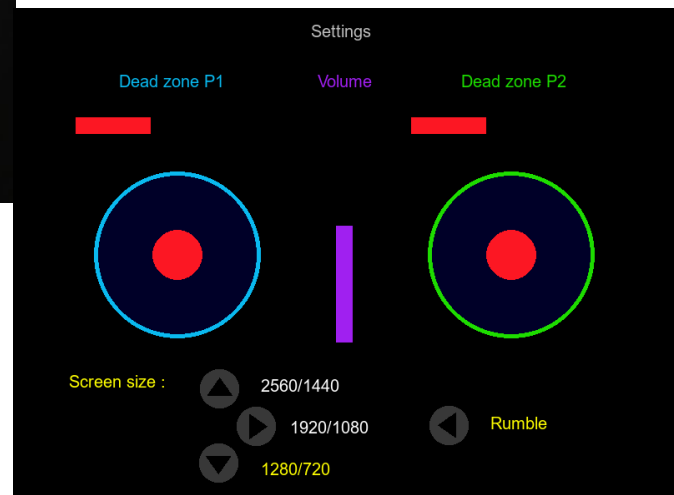 Settings
Dead zone P1
Volume
Dead zone P2
Screen size :
2560/1440
1920/1080
Rumble
1280/720